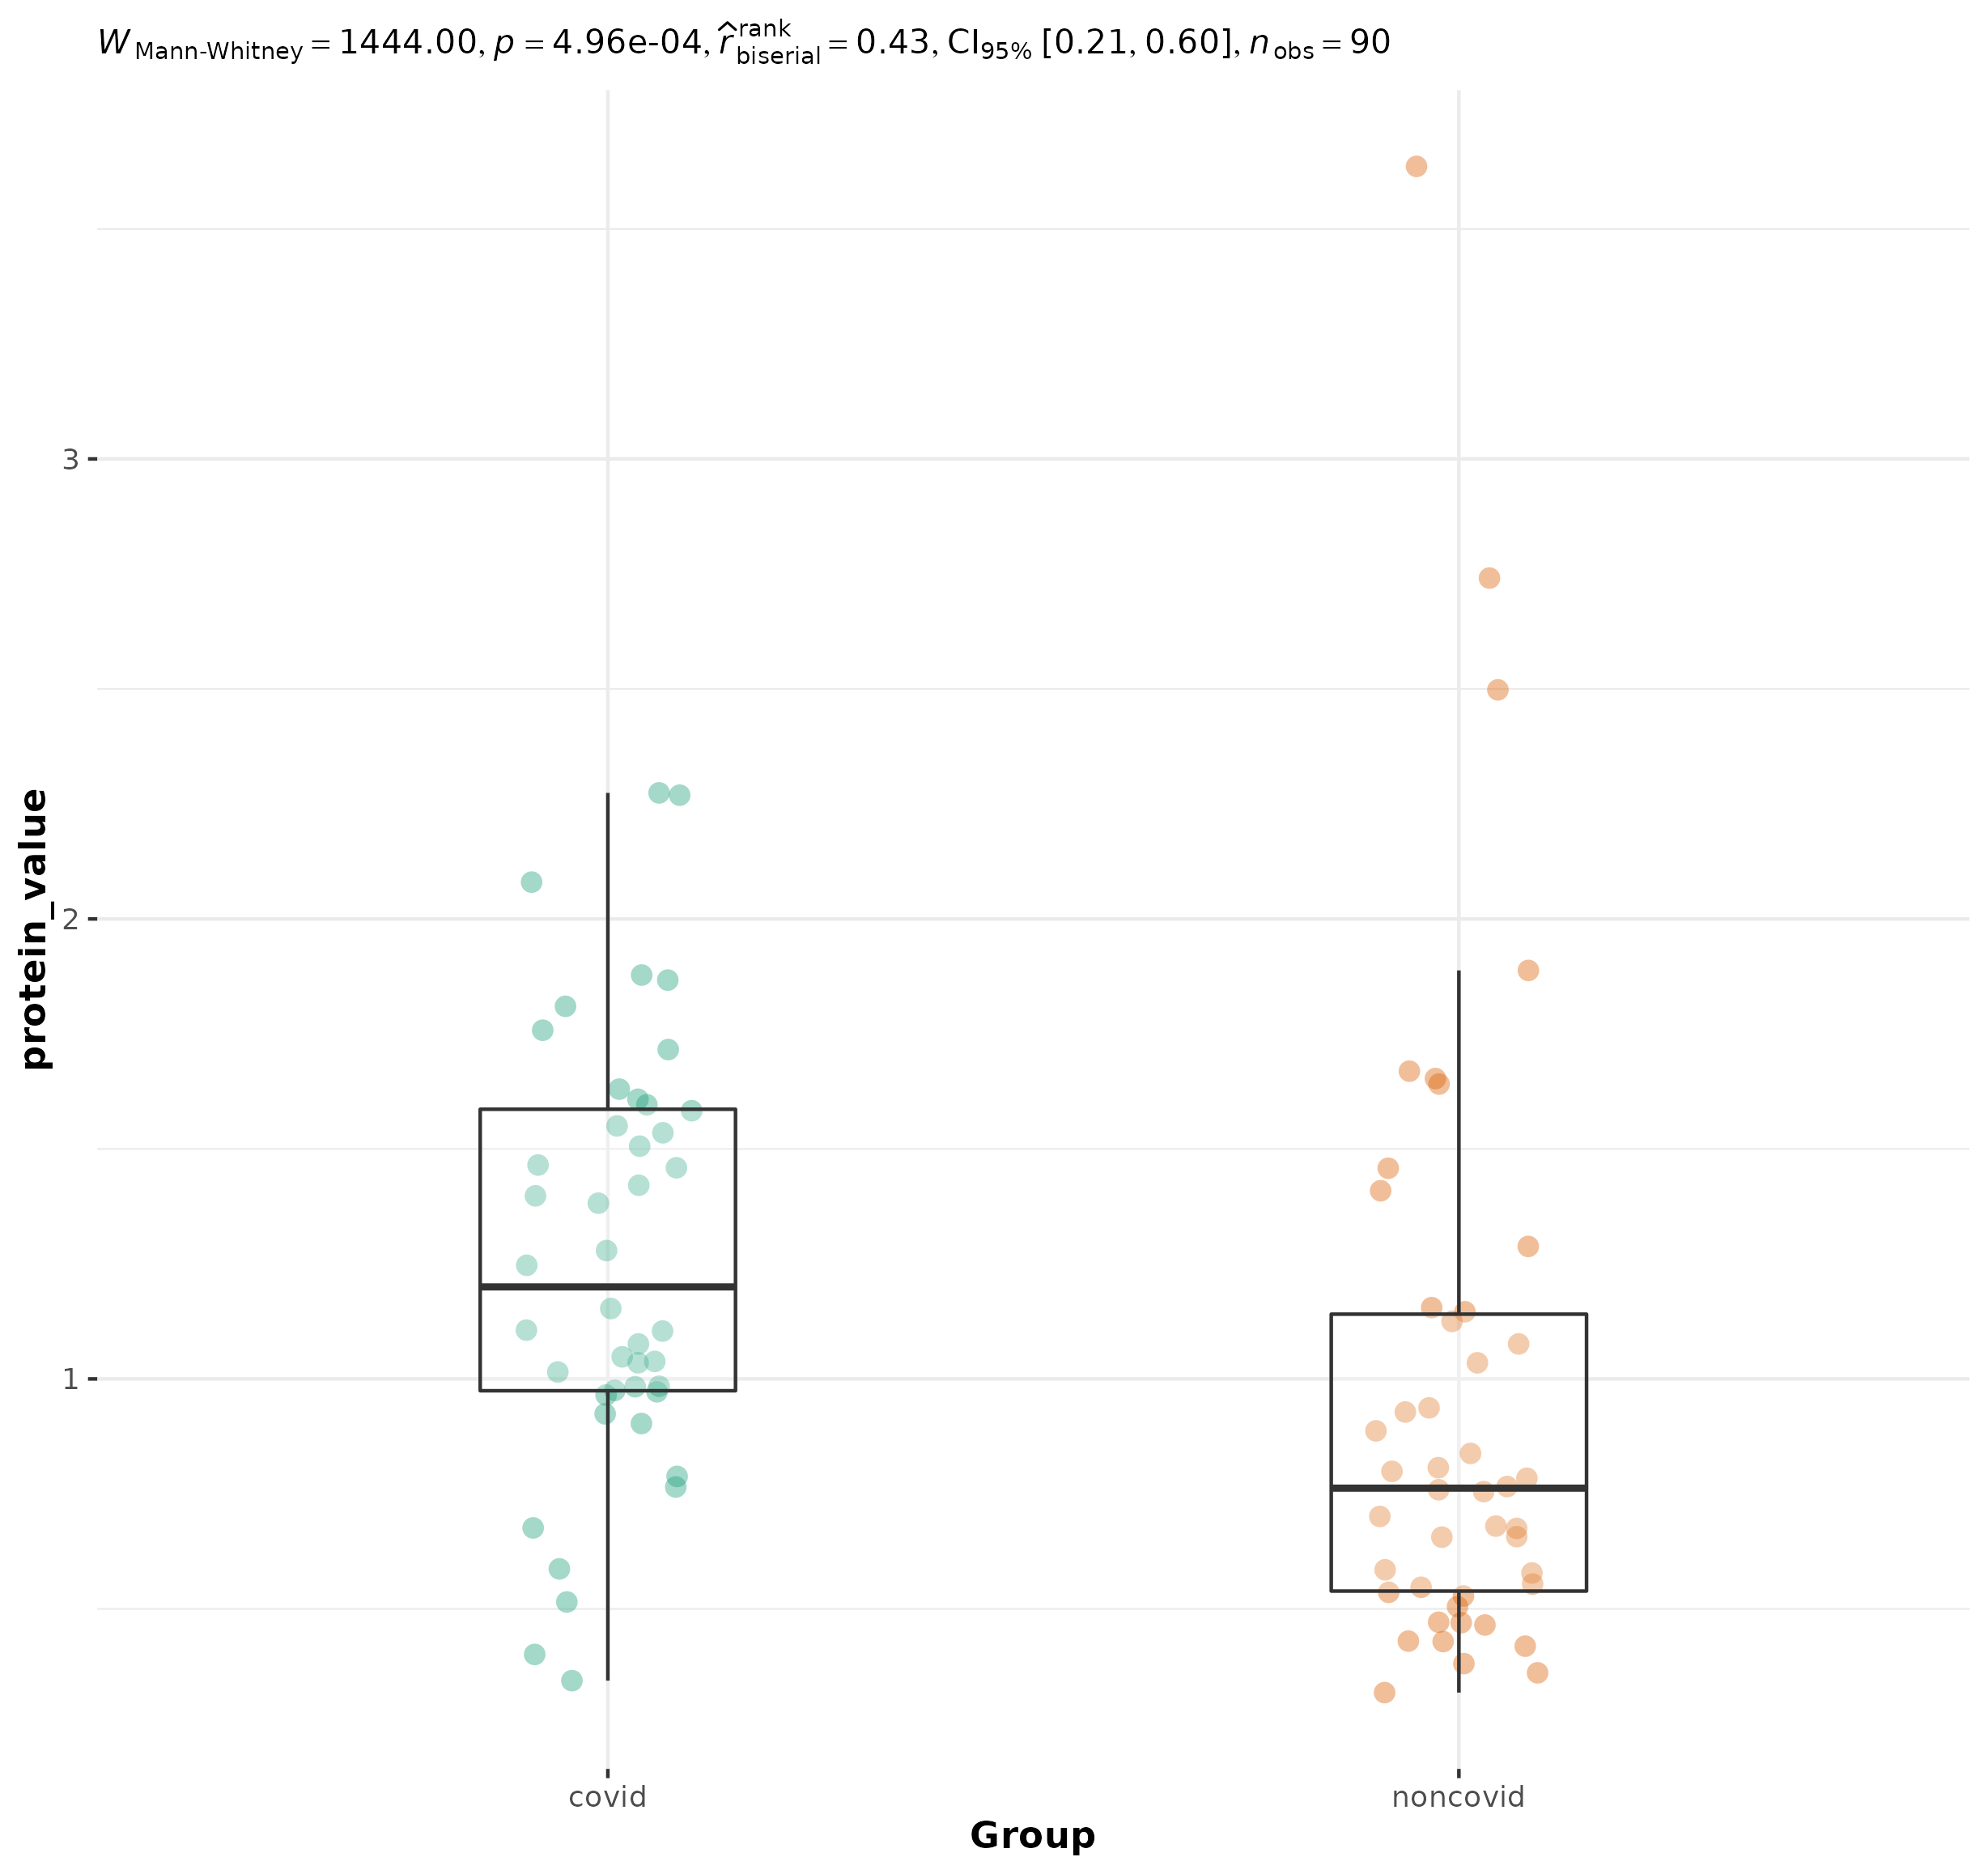 W Mann-Whitney = 1444.00, p = 4.96e-04, r̂ rank biserial = 0.43, CI95% [0.21, 0.60], n obs = 90
protein_value
3
2
1
covid noncovid
Group